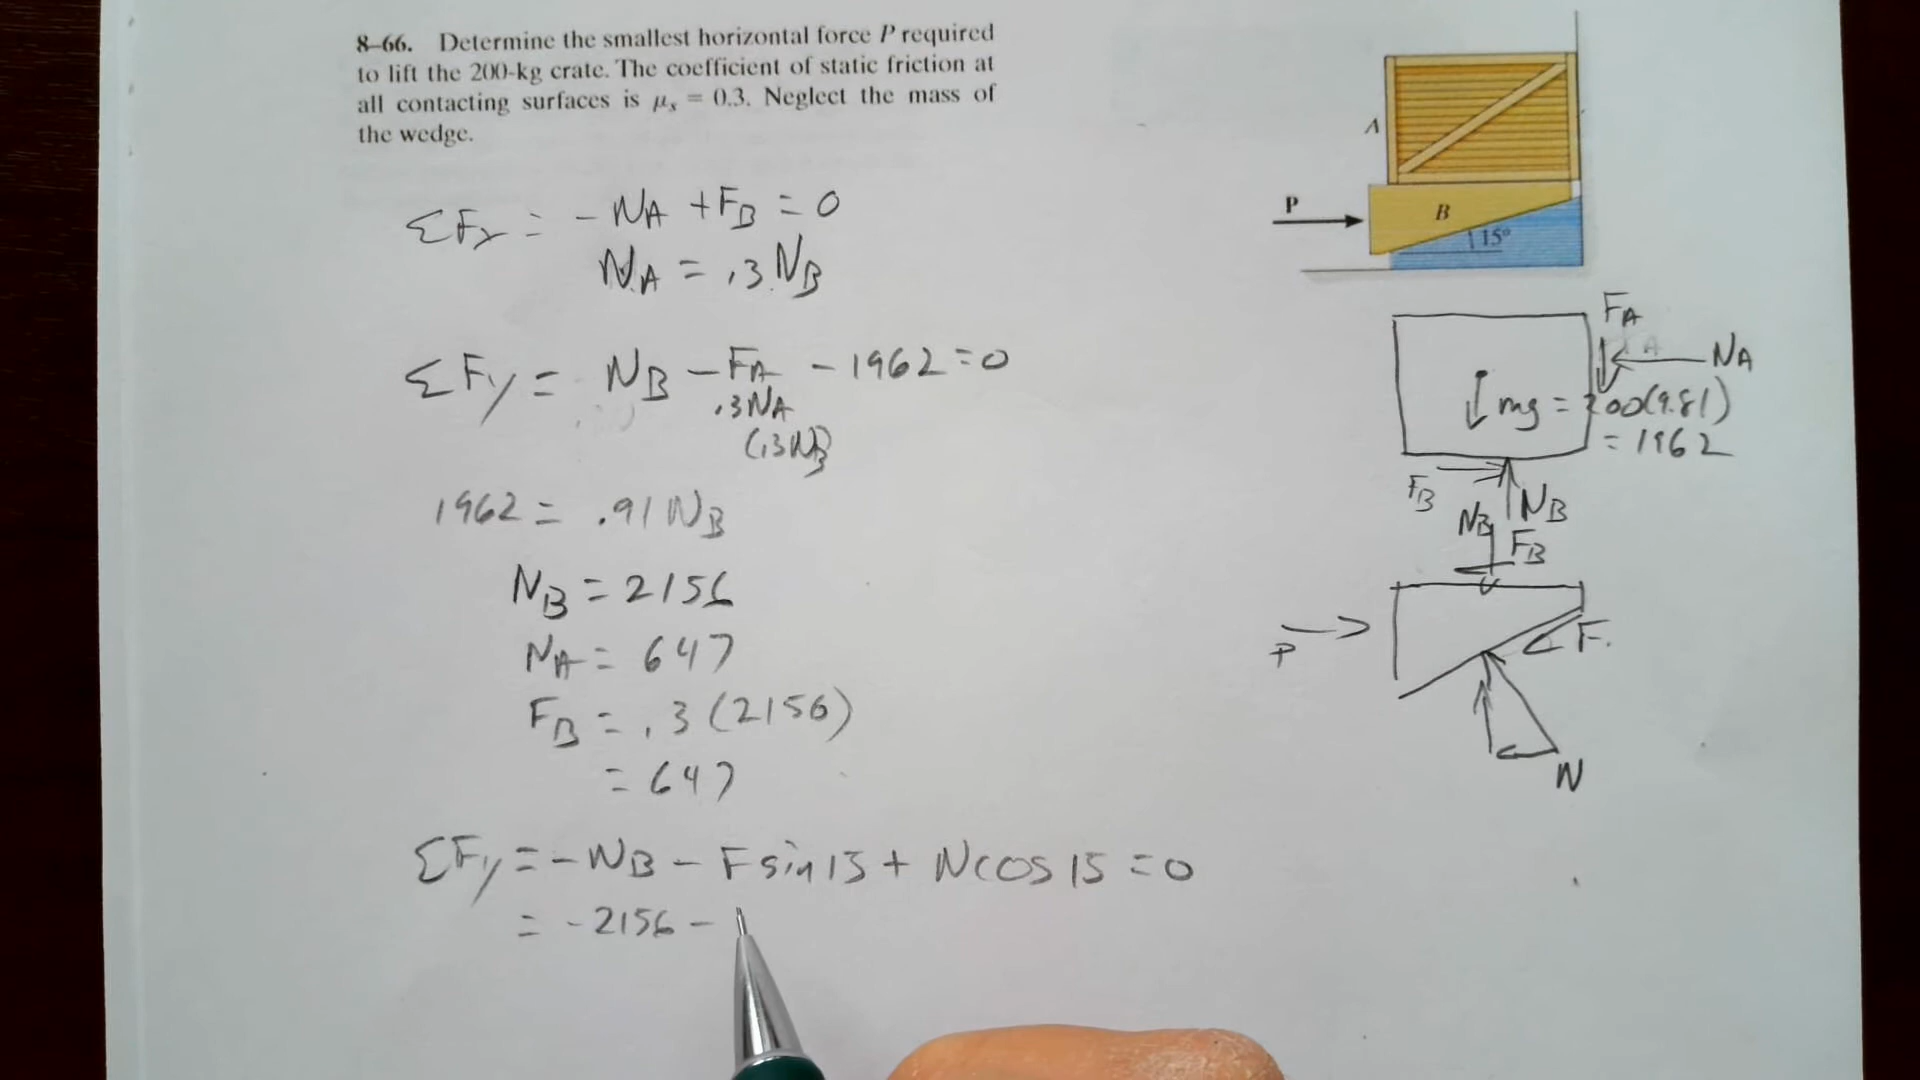 8–66. Determine the smallest horizontal force P required
to lift the 200-kg crate. The coefficient of static friction at
all contacting surfaces is μs = 0.3. Neglect the mass of
the wedge.
A
P
B
15°
ΣFx = - NA + FB = 0
NA = .3 NB
ΣFy = NB - FA - 1962 = 0
.3NA
(.3NB)
1962 = .91 NB
NB = 2156
NA = 647
FB = .3 (2156)
= 647
ΣFy = - NB - F sin 15 + N cos 15 = 0
= - 2156 -
FA
NA
mg = 200(9.81)
= 1962
FB
NB
NB
FB
P
F
N